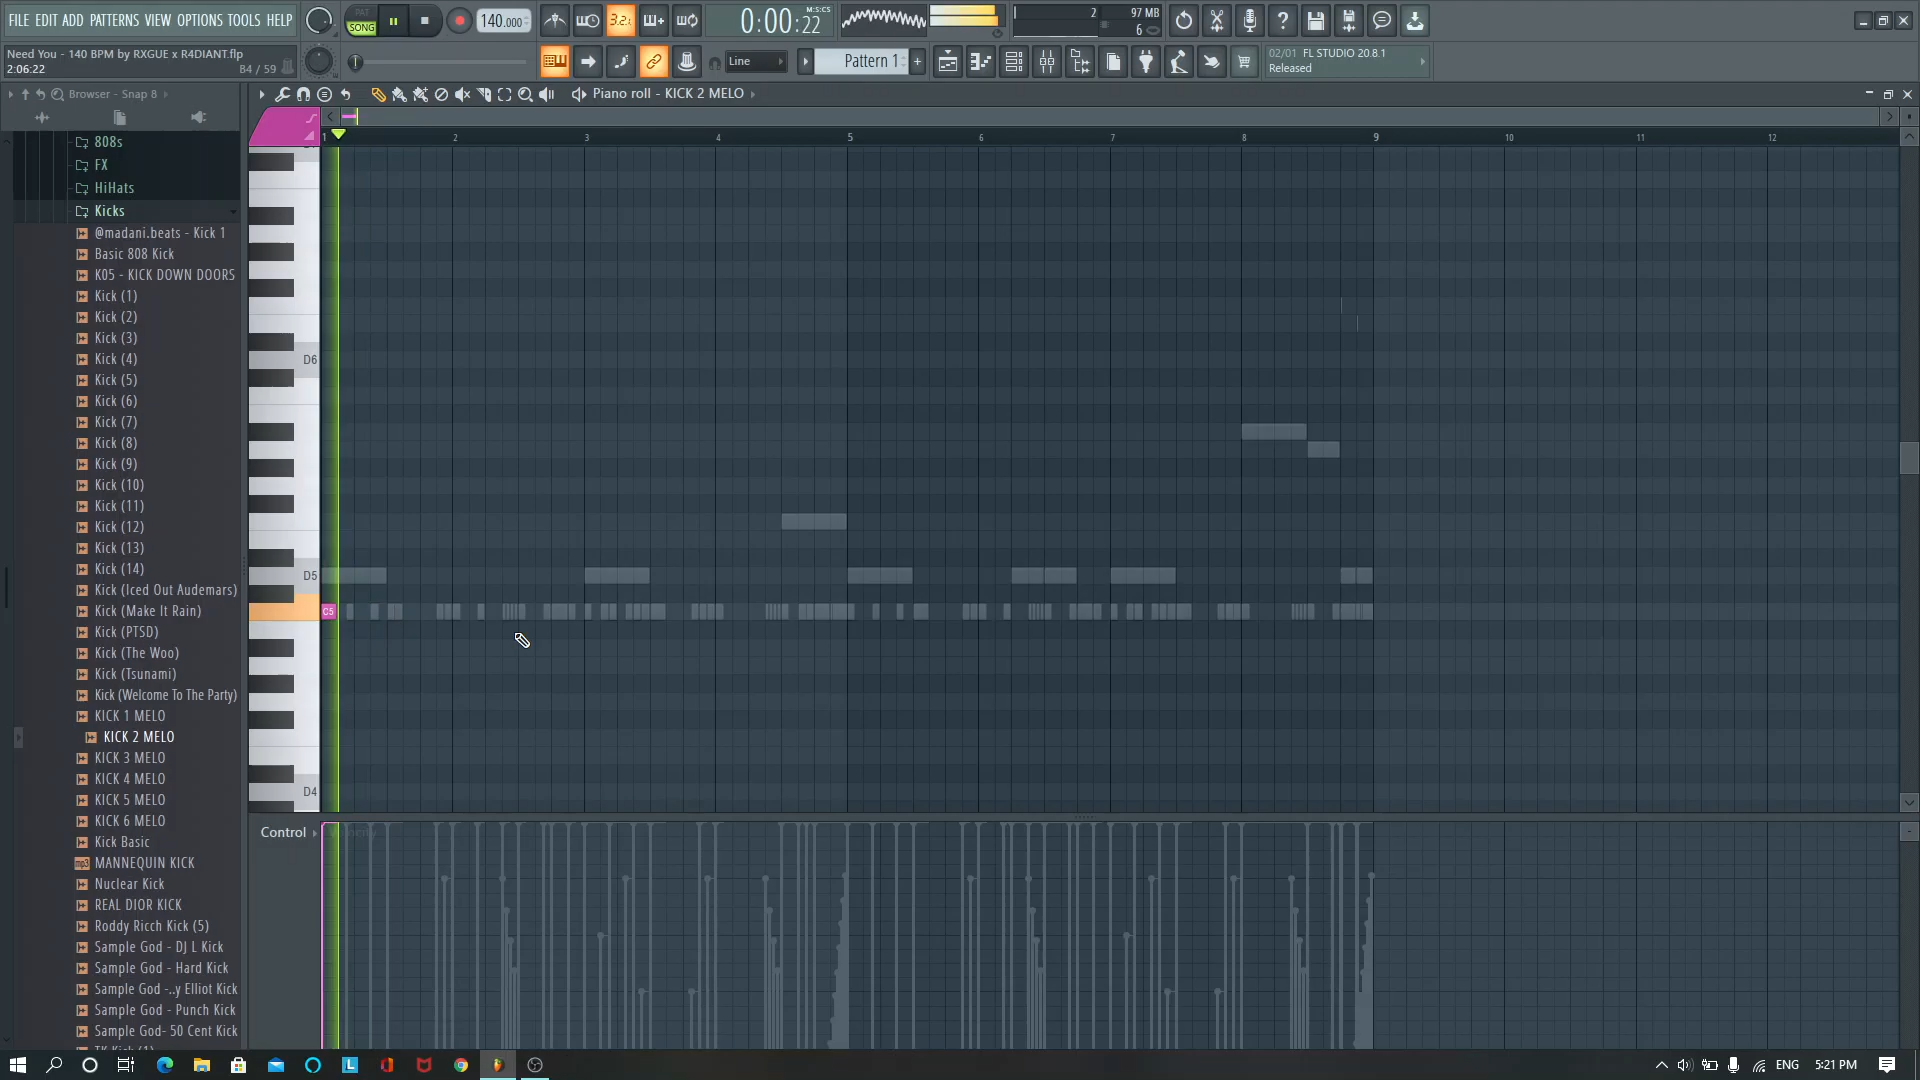 FILE EDIT ADD PATTERNS VIEW OPTIONS TOOLS HELP
PAT
SONG
140.000
3.2.
0:00:22
M:S:CS
2
97 MB
6
Need You - 140 BPM by RXGUE x R4DIANT.flp
2:06:22
B4 / 59
Line
Pattern 1
02/01 FL STUDIO 20.8.1
Released
Browser - Snap 8
Piano roll - KICK 2 MELO
1 2 3 4 5 6 7 8 9 10 11 12
808s
FX
HiHats
Kicks
@madani.beats - Kick 1
Basic 808 Kick
K05 - KICK DOWN DOORS
Kick (1)
Kick (2)
Kick (3)
Kick (4)
Kick (5)
Kick (6)
Kick (7)
Kick (8)
Kick (9)
Kick (10)
Kick (11)
Kick (12)
Kick (13)
Kick (14)
Kick (Iced Out Audemars)
Kick (Make It Rain)
Kick (PTSD)
Kick (The Woo)
Kick (Tsunami)
Kick (Welcome To The Party)
KICK 1 MELO
KICK 2 MELO
KICK 3 MELO
KICK 4 MELO
KICK 5 MELO
KICK 6 MELO
Kick Basic
MANNEQUIN KICK
Nuclear Kick
REAL DIOR KICK
Roddy Ricch Kick (5)
Sample God - DJ L Kick
Sample God - Hard Kick
Sample God -..y Elliot Kick
Sample God - Punch Kick
Sample God- 50 Cent Kick
D6
D5
C5
D4
Control
ENG
5:21 PM